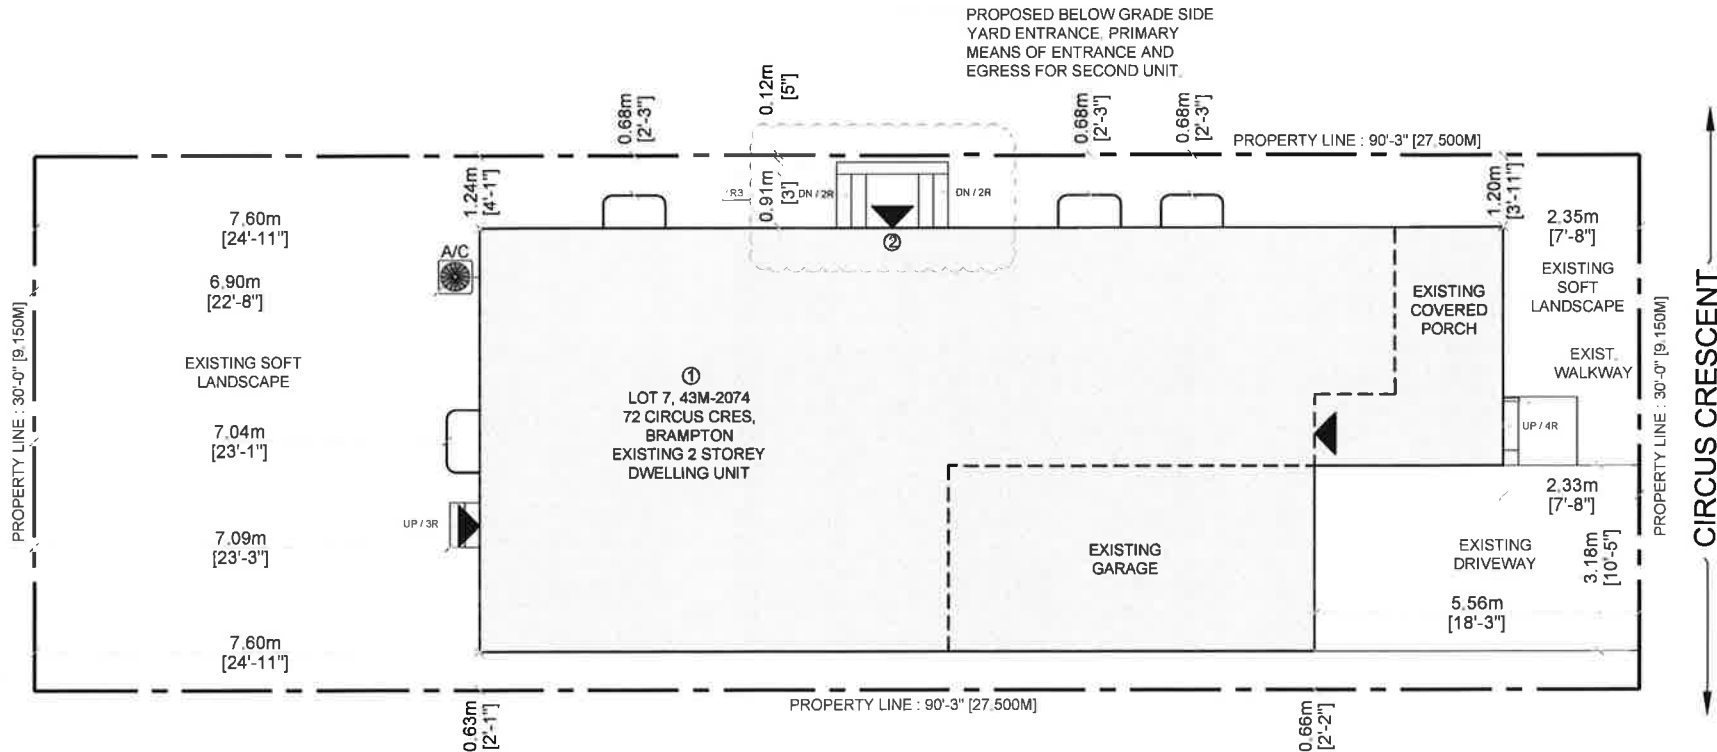 PROPOSED BELOW GRADE SIDE
YARD ENTRANCE, PRIMARY
MEANS OF ENTRANCE AND
EGRESS FOR SECOND UNIT.
0.68m
[2'-3"]
0.12m
[5"]
0.68m
[2'-3"]
0.68m
[2'-3"]
PROPERTY LINE : 90'-3" [27.500M]
1.24m
[4'-1"]
R3
0.91m
[3']
DN / 2R
DN / 2R
②
1.20m
[3'-11"]
7.60m
[24'-11"]
2.35m
[7'-8"]
A/C
6.90m
[22'-8"]
EXISTING
COVERED
PORCH
EXISTING
SOFT
LANDSCAPE
EXIST.
WALKWAY
PROPERTY LINE : 30'-0" [9.150M]
EXISTING SOFT
LANDSCAPE
①
LOT 7, 43M-2074
72 CIRCUS CRES,
BRAMPTON
EXISTING 2 STOREY
DWELLING UNIT
7.04m
[23'-1"]
UP / 4R
PROPERTY LINE : 30'-0" [9.150M]
CIRCUS CRESCENT
2.33m
[7'-8"]
UP / 3R
7.09m
[23'-3"]
EXISTING
GARAGE
EXISTING
DRIVEWAY
3.18m
[10'-5"]
5.56m
[18'-3"]
7.60m
[24'-11"]
0.63m
[2'-1"]
PROPERTY LINE : 90'-3" [27.500M]
0.66m
[2'-2"]